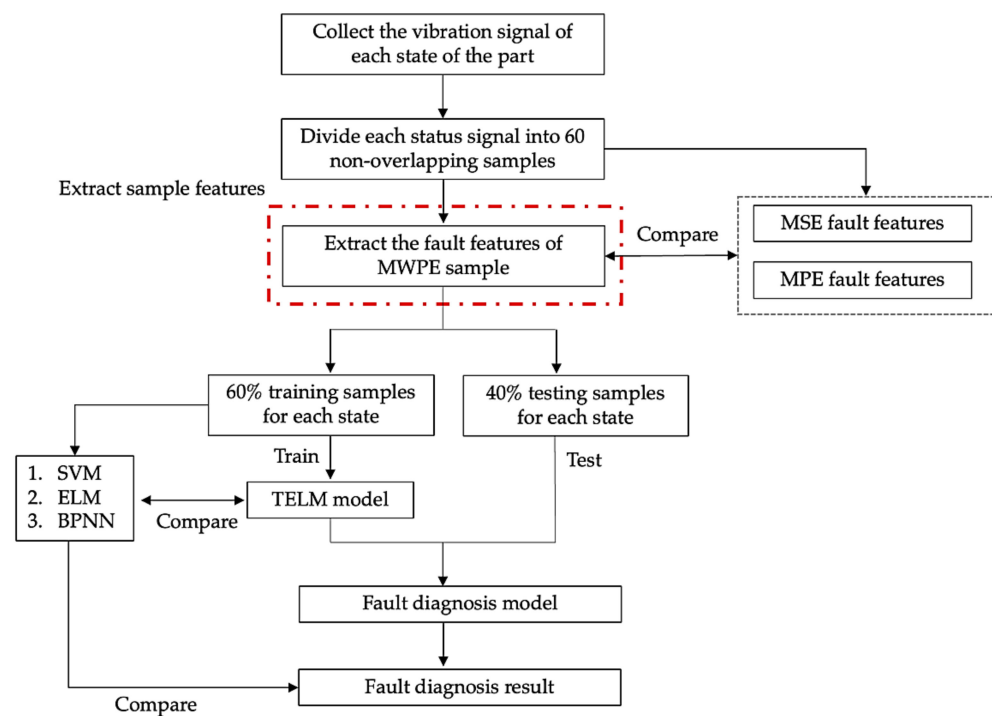 Collect the vibration signal of
each state of the part
Divide each status signal into 60
non-overlapping samples
Extract sample features
Extract the fault features of
MWPE sample
Compare
MSE fault features
MPE fault features
60% training samples
for each state
40% testing samples
for each state
Train
Test
1. SVM
2. ELM
3. BPNN
Compare
TELM model
Fault diagnosis model
Fault diagnosis result
Compare